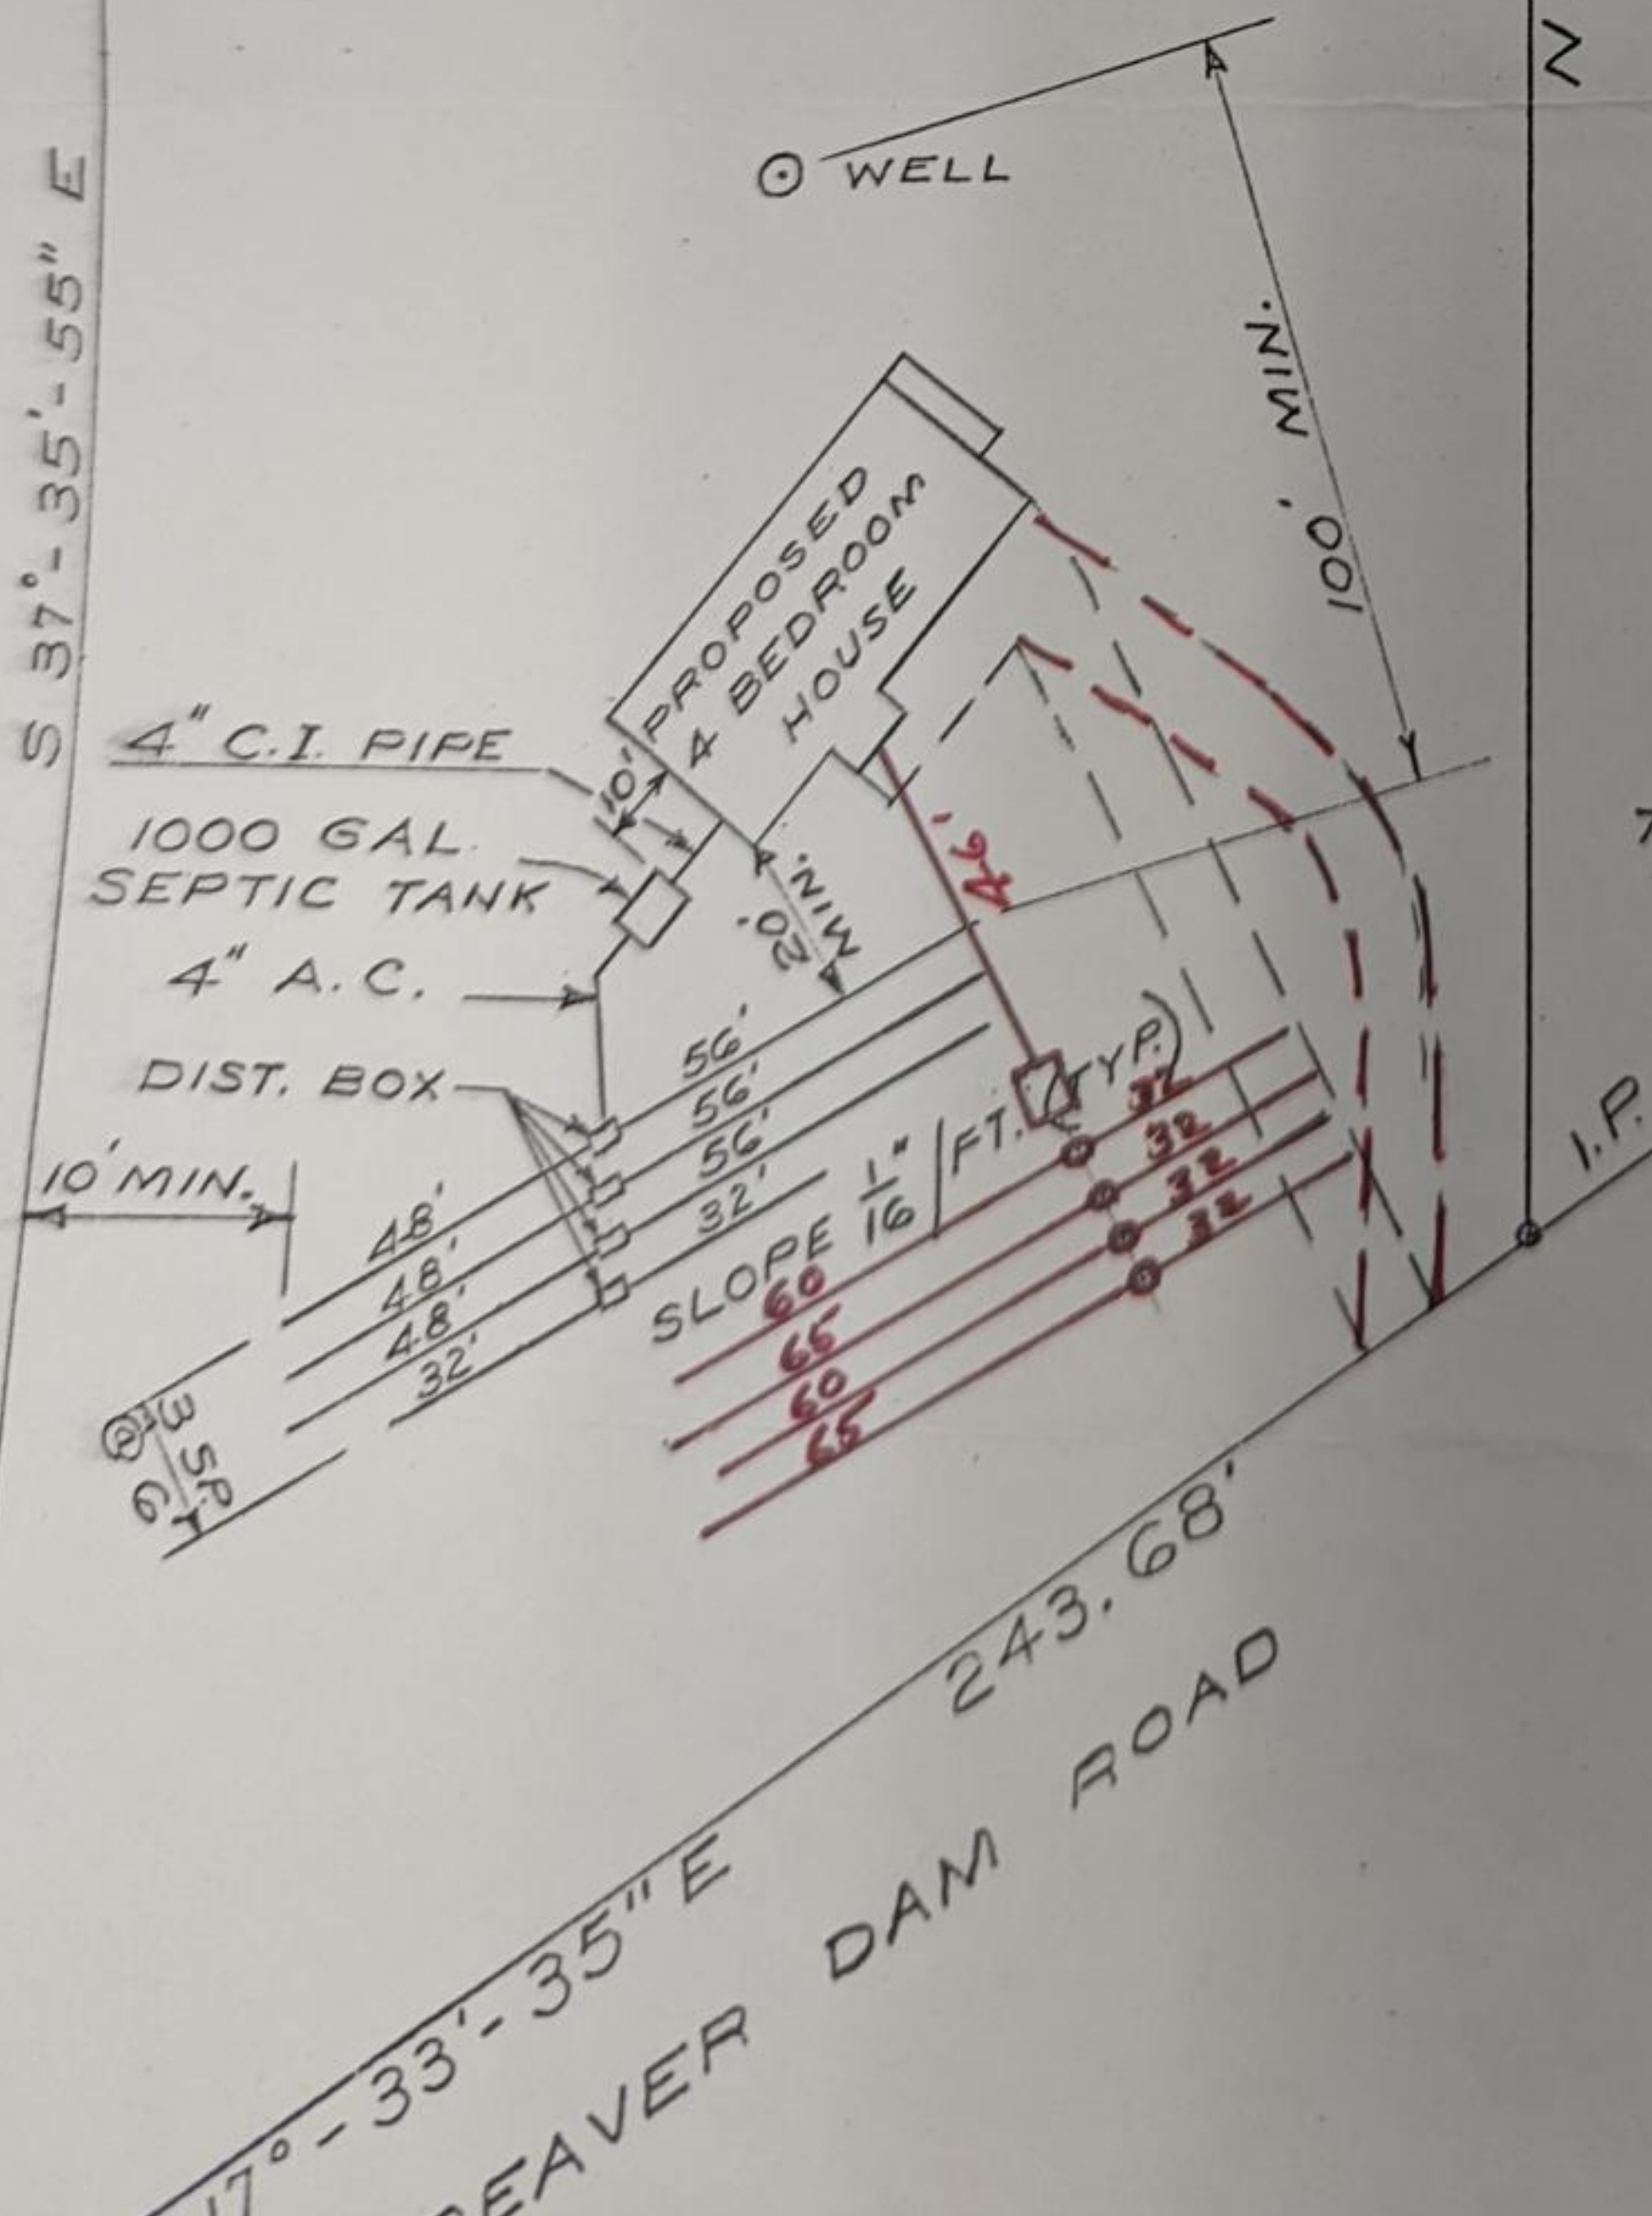 N
WELL
S 37°-35'-55" E
100' MIN.
PROPOSED
4 BEDROOM
HOUSE
4" C.I. PIPE
10'
1000 GAL.
SEPTIC TANK
46'
20' MIN.
4" A.C.
DIST. BOX
56'
56'
56'
32'
SLOPE 1/16"/FT. (TYP.)
32
32
32
32
I.P.
10' MIN.
48'
48'
48'
32'
60
65
60
65
3 SP.
@
6'
243.68'
17°-33'-35" E
BEAVER DAM ROAD